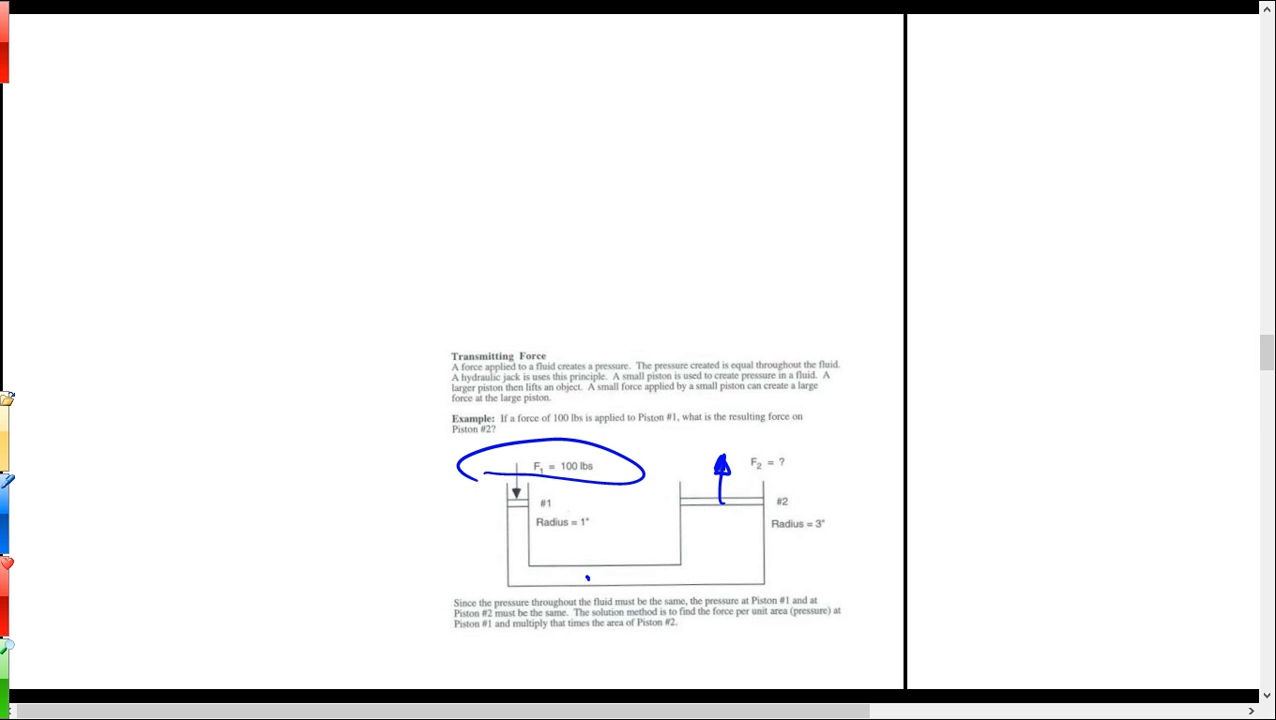 Transmitting Force
A force applied to a fluid creates a pressure. The pressure created is equal throughout the fluid.
A hydraulic jack is uses this principle. A small piston is used to create pressure in a fluid. A
larger piston then lifts an object. A small force applied by a small piston can create a large
force at the large piston.
Example: If a force of 100 lbs is applied to Piston #1, what is the resulting force on
Piston #2?
F₁ = 100 lbs
F₂ = ?
#1
#2
Radius = 1"
Radius = 3"
Since the pressure throughout the fluid must be the same, the pressure at Piston #1 and at
Piston #2 must be the same. The solution method is to find the force per unit area (pressure) at
Piston #1 and multiply that times the area of Piston #2.